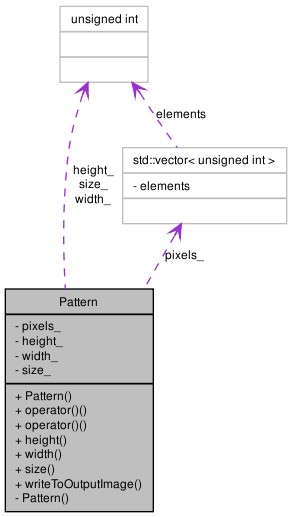 unsigned int
elements
std::vector< unsigned int >
- elements
height_
size_
width_
pixels_
Pattern
- pixels_
- height_
- width_
- size_
+ Pattern()
+ operator()()
+ operator()()
+ height()
+ width()
+ size()
+ writeToOutputImage()
- Pattern()